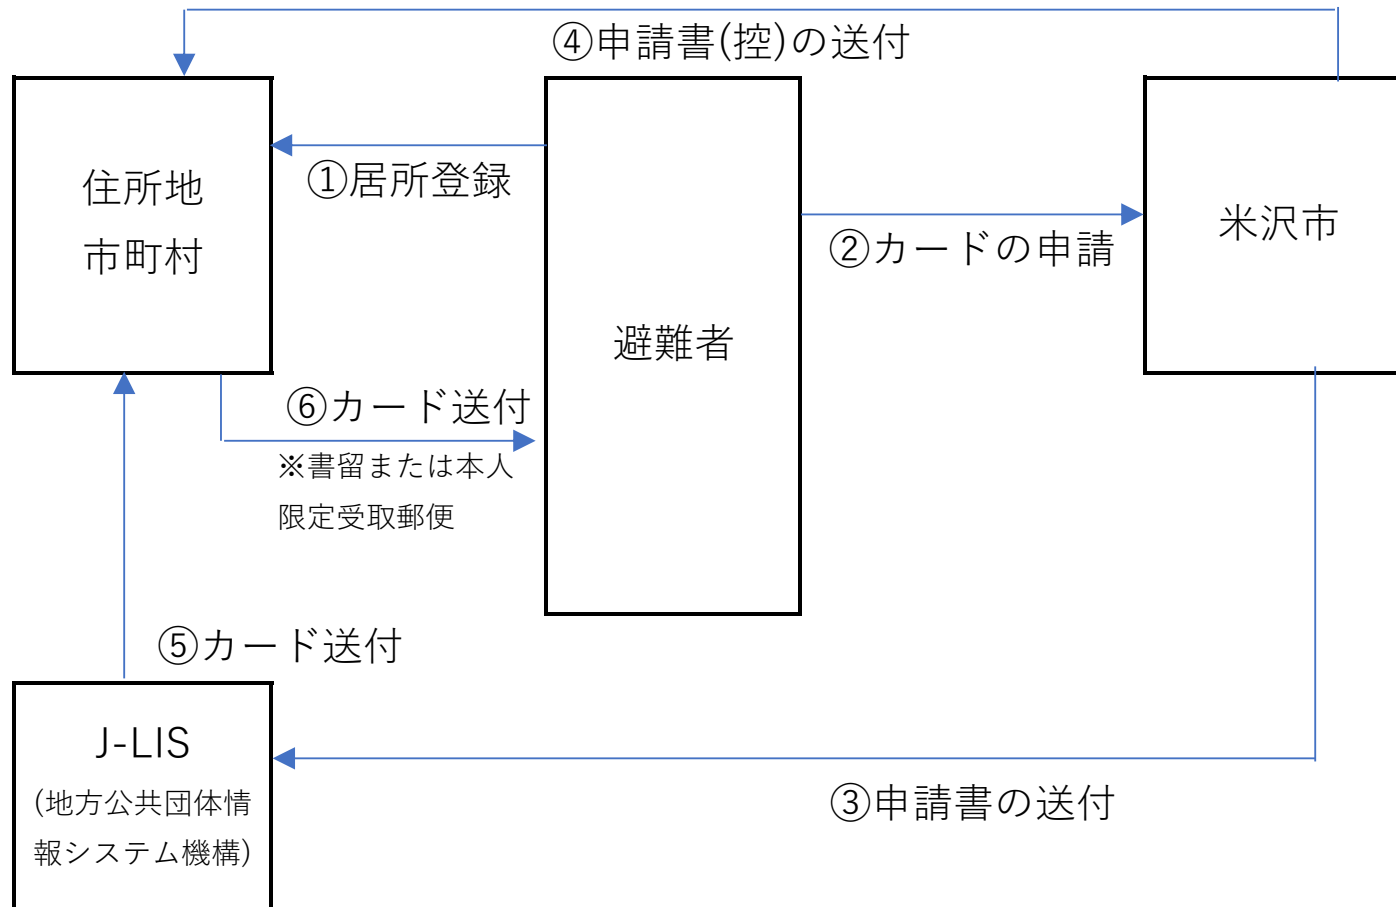 ④申請書(控)の送付
住所地
市町村
①居所登録
避難者
②カードの申請
米沢市
⑥カード送付
※書留または本人
限定受取郵便
⑤カード送付
J-LIS
(地方公共団体情
報システム機構)
③申請書の送付